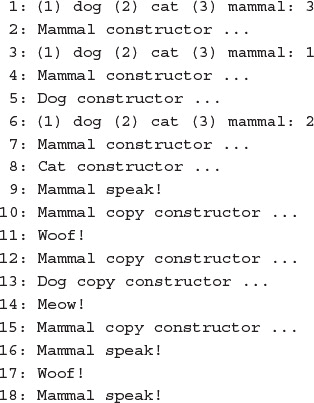 1: (1) dog (2) cat (3) mammal: 3
2: Mammal constructor ...
3: (1) dog (2) cat (3) mammal: 1
4: Mammal constructor ...
5: Dog constructor ...
6: (1) dog (2) cat (3) mammal: 2
7: Mammal constructor ...
8: Cat constructor ...
9: Mammal speak!
10: Mammal copy constructor ...
11: Woof!
12: Mammal copy constructor ...
13: Dog copy constructor ...
14: Meow!
15: Mammal copy constructor ...
16: Mammal speak!
17: Woof!
18: Mammal speak!